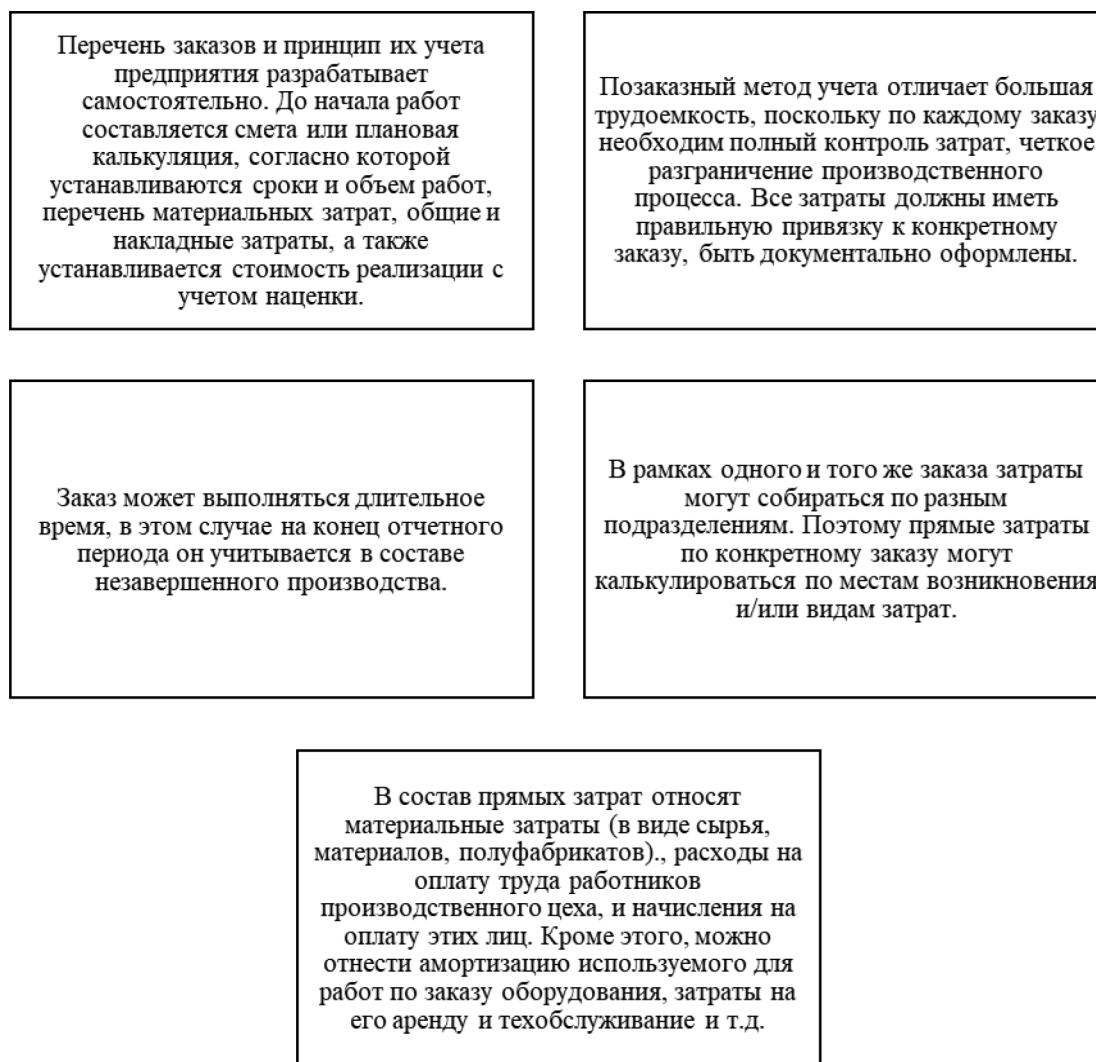 Перечень заказов и принцип их учета
предприятия разрабатывает
самостоятельно. До начала работ
составляется смета или плановая
калькуляция, согласно которой
устанавливаются сроки и объем работ,
перечень материальных затрат, общие и
накладные затраты, а также
устанавливается стоимость реализации с
учетом наценки.
Позаказный метод учета отличает большая
трудоемкость, поскольку по каждому заказу
необходим полный контроль затрат, четкое
разграничение производственного
процесса. Все затраты должны иметь
правильную привязку к конкретному
заказу, быть документально оформлены.
Заказ может выполняться длительное
время, в этом случае на конец отчетного
периода он учитывается в составе
незавершенного производства.
В рамках одного и того же заказа затраты
могут собираться по разным
подразделениям. Поэтому прямые затраты
по конкретному заказу могут
калькулироваться по местам возникновения
и/или видам затрат.
В состав прямых затрат относят
материальные затраты (в виде сырья,
материалов, полуфабрикатов)., расходы на
оплату труда работников
производственного цеха, и начисления на
оплату этих лиц. Кроме этого, можно
отнести амортизацию используемого для
работ по заказу оборудования, затраты на
его аренду и техобслуживание и т.д.